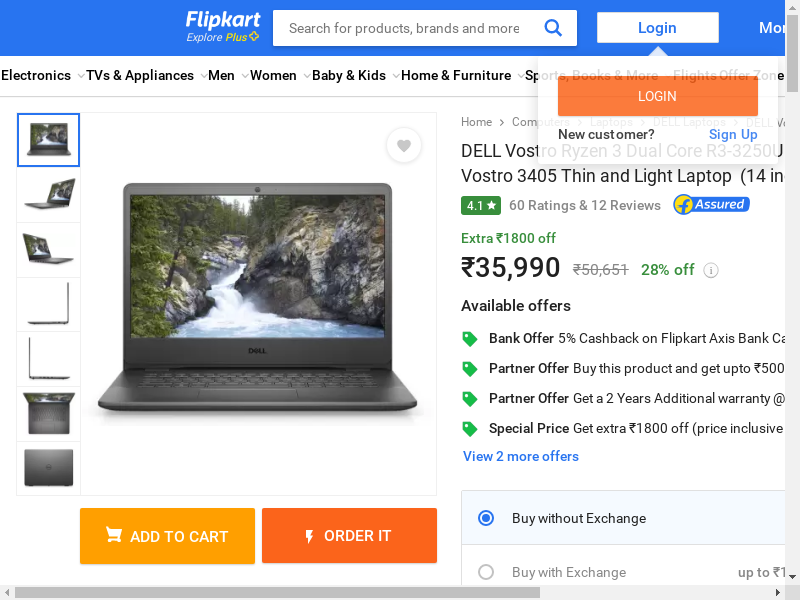 Flipkart
Explore Plus
Search for products, brands and more
Login
Electronics
TVs & Appliances
Men
Women
Baby & Kids
Home & Furniture
Sports, Books & More
Flights
Offer Zone
LOGIN
New customer?
Sign Up
Home
Computers
Laptops
DELL Laptops
DELL
DELL Vostro Ryzen 3 Dual Core R3-3250U
Vostro 3405 Thin and Light Laptop (14 in
4.1
60 Ratings & 12 Reviews
Assured
Extra ₹1800 off
₹35,990 ₹50,651 28% off
Available offers
Bank Offer 5% Cashback on Flipkart Axis Bank
Partner Offer Buy this product and get upto ₹500
Partner Offer Get a 2 Years Additional warranty @
Special Price Get extra ₹1800 off (price inclusive
View 2 more offers
DELL
ADD TO CART
ORDER IT
Buy without Exchange
Buy with Exchange
up to ₹1